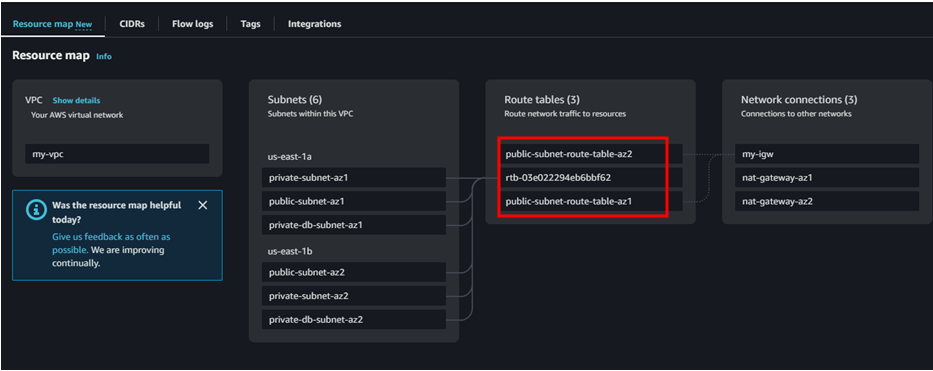 Resource map New
CIDRs
Flow logs
Tags
Integrations
Resource map Info
VPC Show details
Your AWS virtual network
my-vpc
Was the resource map helpful
today?
Give us feedback as often as
possible. We are improving
continually.
Subnets (6)
Subnets within this VPC
us-east-1a
private-subnet-az1
public-subnet-az1
private-db-subnet-az1
us-east-1b
public-subnet-az2
private-subnet-az2
private-db-subnet-az2
Route tables (3)
Route network traffic to resources
public-subnet-route-table-az2
rtb-03e022294eb6bbf62
public-subnet-route-table-az1
Network connections (3)
Connections to other networks
my-igw
nat-gateway-az1
nat-gateway-az2